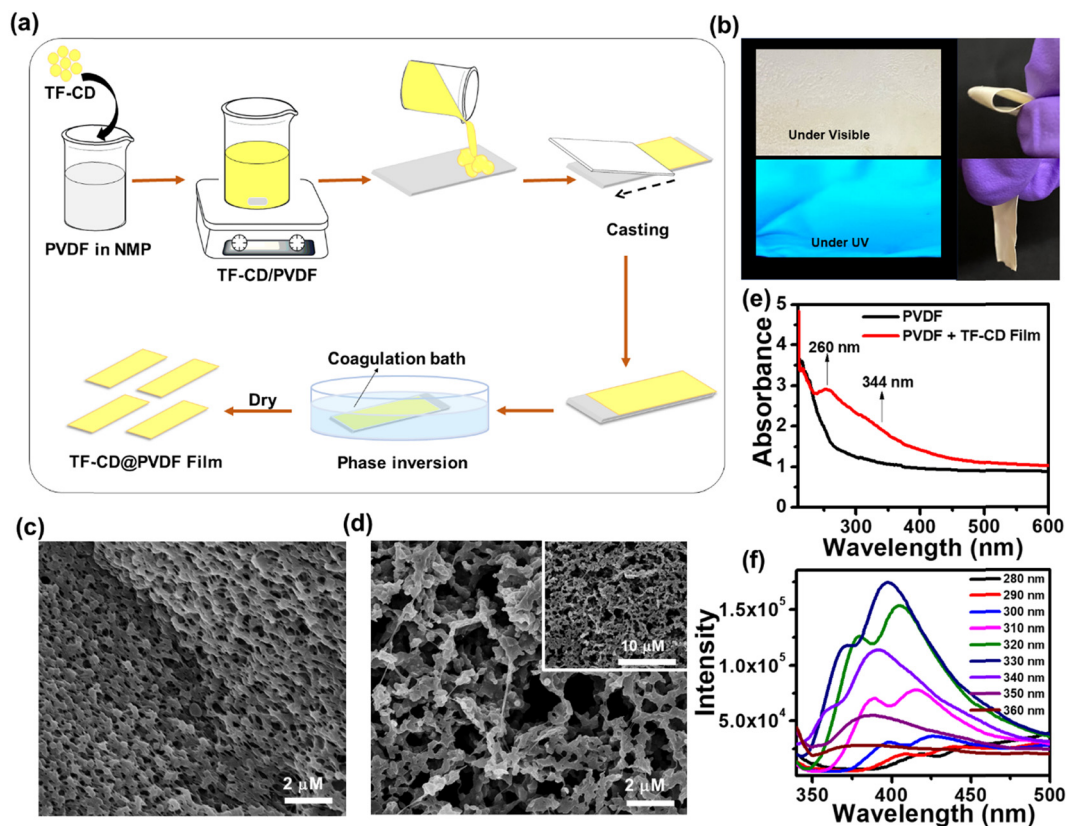 (a)
TF-CD
PVDF in NMP
TF-CD/PVDF
Casting
Coagulation bath
Dry
TF-CD@PVDF Film
Phase inversion
(b)
Under Visible
Under UV
(c)
2 µM
(d)
10 µM
2 µM
(e)
PVDF
PVDF + TF-CD Film
260 nm
344 nm
Absorbance
5
4
3
2
1
0
300
400
500
600
Wavelength (nm)
(f)
280 nm
290 nm
300 nm
310 nm
320 nm
330 nm
340 nm
350 nm
360 nm
Intensity
1.5x10⁵
1.0x10⁵
5.0x10⁴
350
400
450
500
Wavelength (nm)